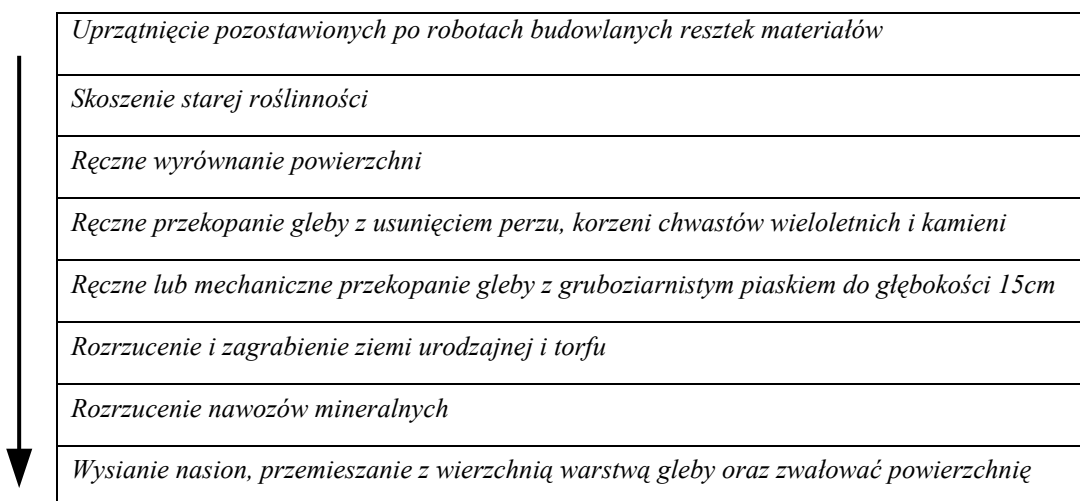 Uprzątnięcie pozostawionych po robotach budowlanych resztek materiałów
Skoszenie starej roślinności
Ręczne wyrównanie powierzchni
Ręczne przekopanie gleby z usunięciem perzu, korzeni chwastów wieloletnich i kamieni
Ręczne lub mechaniczne przekopanie gleby z gruboziarnistym piaskiem do głębokości 15cm
Rozrzucenie i zagrabienie ziemi urodzajnej i torfu
Rozrzucenie nawozów mineralnych
Wysianie nasion, przemieszanie z wierzchnią warstwą gleby oraz zwałować powierzchnię